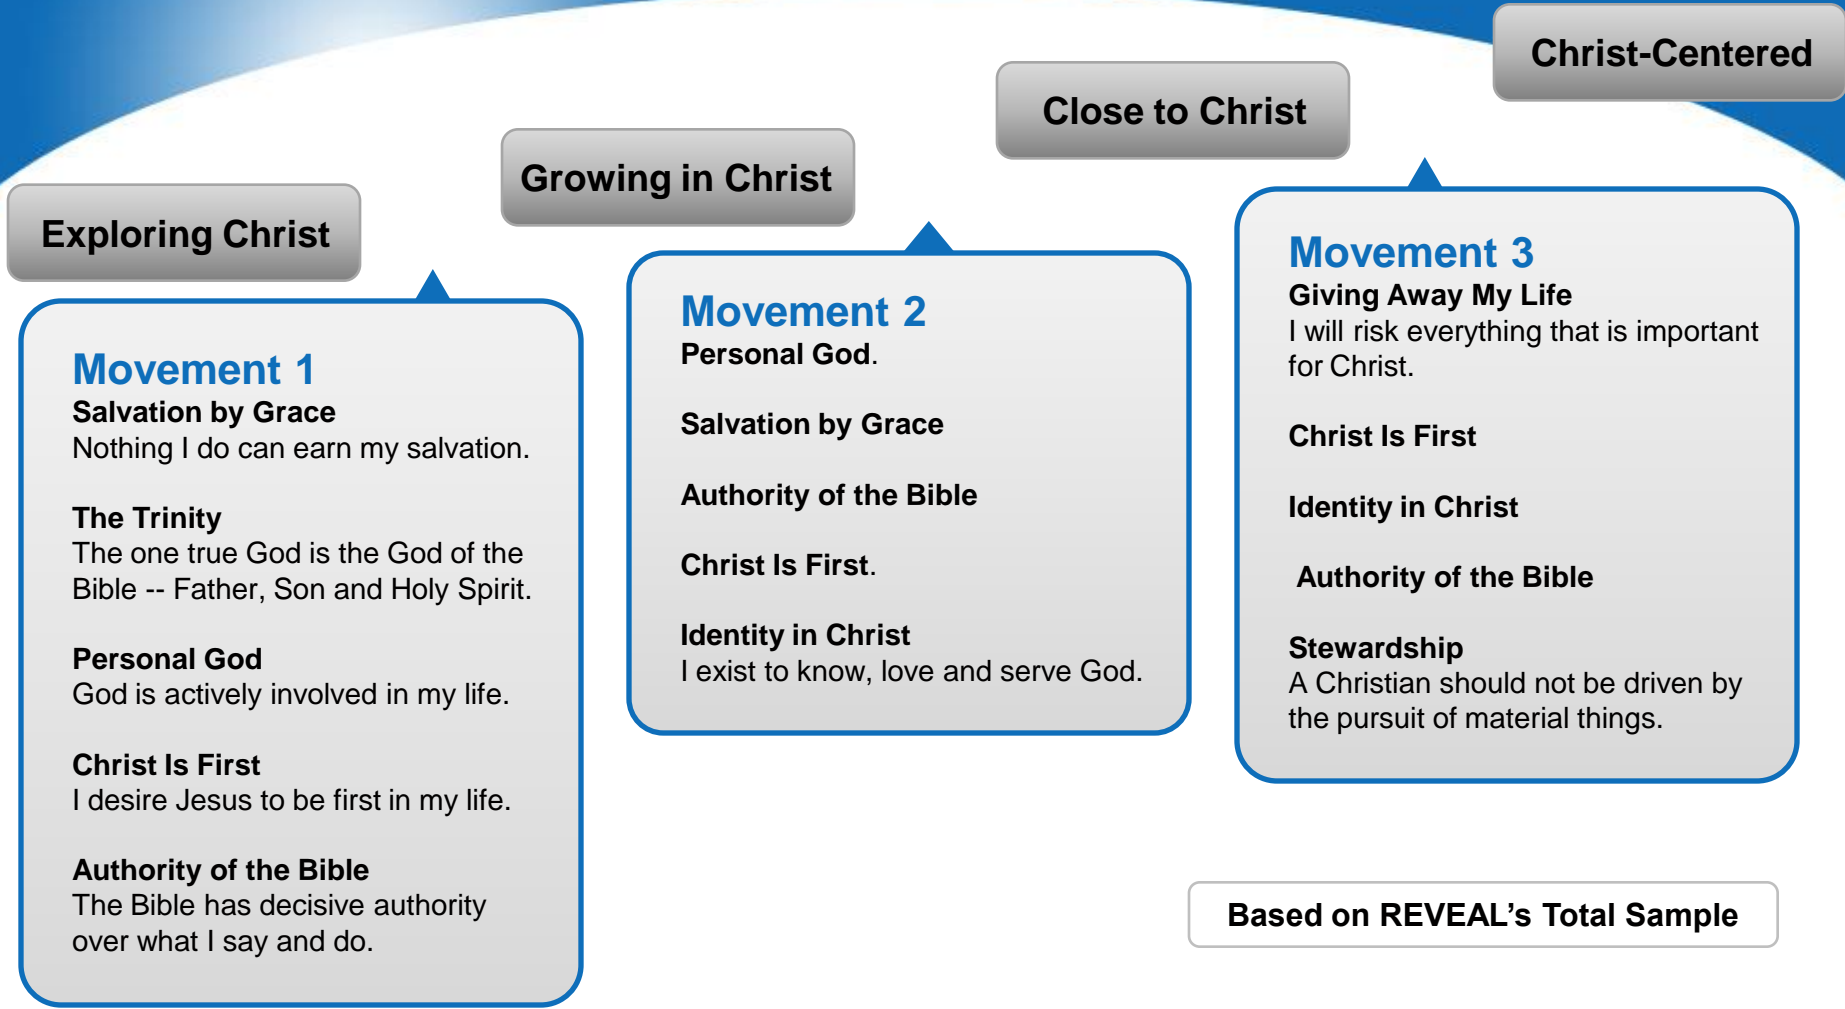 Exploring Christ
Growing in Christ
Close to Christ
Christ-Centered
Movement 1
Salvation by Grace
Nothing I do can earn my salvation.
The Trinity
The one true God is the God of the
Bible -- Father, Son and Holy Spirit.
Personal God
God is actively involved in my life.
Christ Is First
I desire Jesus to be first in my life.
Authority of the Bible
The Bible has decisive authority
over what I say and do.
Movement 2
Personal God.
Salvation by Grace
Authority of the Bible
Christ Is First.
Identity in Christ
I exist to know, love and serve God.
Movement 3
Giving Away My Life
I will risk everything that is important
for Christ.
Christ Is First
Identity in Christ
Authority of the Bible
Stewardship
A Christian should not be driven by
the pursuit of material things.
Based on REVEAL's Total Sample